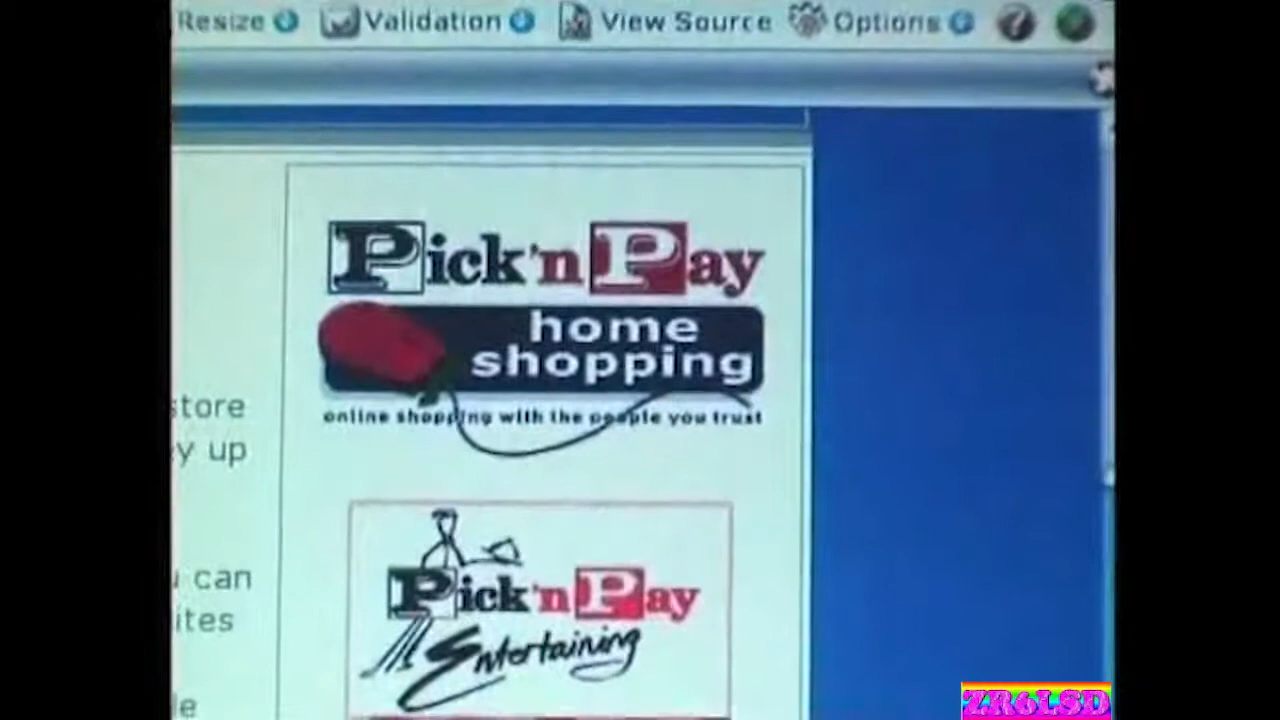 Resize Validation View Source Options ?
Pick'n Pay
home
shopping
online shopping with the people you trust
store
y up
Pick'n Pay
Entertaining
can
ites
le
ZR6LSD